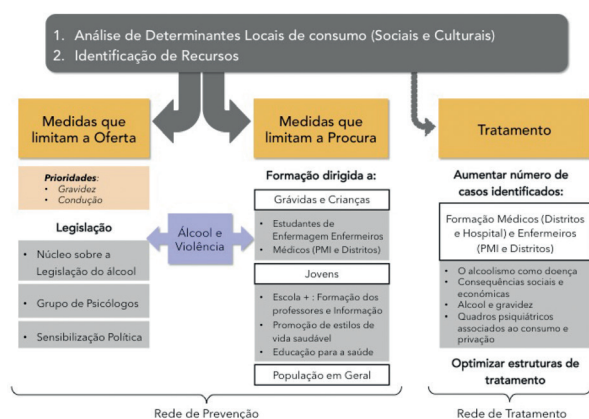 1. Análise de Determinantes Locais de consumo (Sociais e Culturais)
2. Identificação de Recursos
Medidas que
limitam a Oferta
Prioridades:
• Gravidez
• Condução
Legislação
• Núcleo sobre a
Legislação do álcool
• Grupo de Psicólogos
• Sensibilização Política
Álcool e
Violência
Medidas que
limitam a Procura
Formação dirigida a:
Grávidas e Crianças
• Estudantes de
Enfermagem Enfermeiros
• Médicos (PMI e Distritos)
Jovens
• Escola + : Formação dos
professores e Informação
• Promoção de estilos de
vida saudável
• Educação para a saúde
População em Geral
Tratamento
Aumentar número de
casos identificados:
Formação Médicos (Distritos
e Hospital) e Enfermeiros
(PMI e Distritos)
• O alcoolismo como doença
• Consequências sociais e
económicas
• Alcool e gravidez
• Quadros psiquiátricos
associados ao consumo e
privação
Optimizar estruturas de
tratamento
Rede de Prevenção
Rede de Tratamento